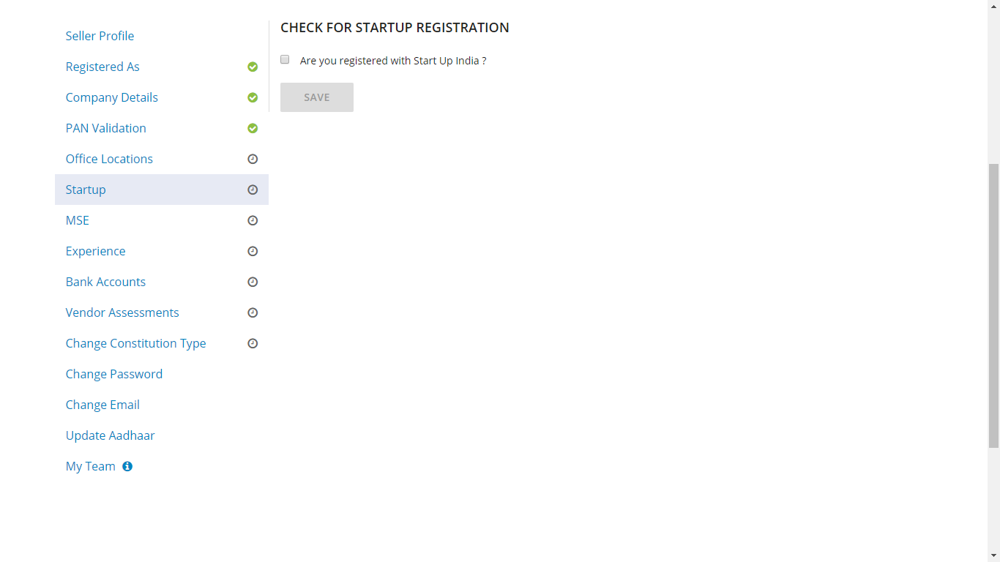 Seller Profile
Registered As
Company Details
PAN Validation
Office Locations
Startup
MSE
Experience
Bank Accounts
Vendor Assessments
Change Constitution Type
Change Password
Change Email
Update Aadhaar
My Team
CHECK FOR STARTUP REGISTRATION
Are you registered with Start Up India ?
SAVE